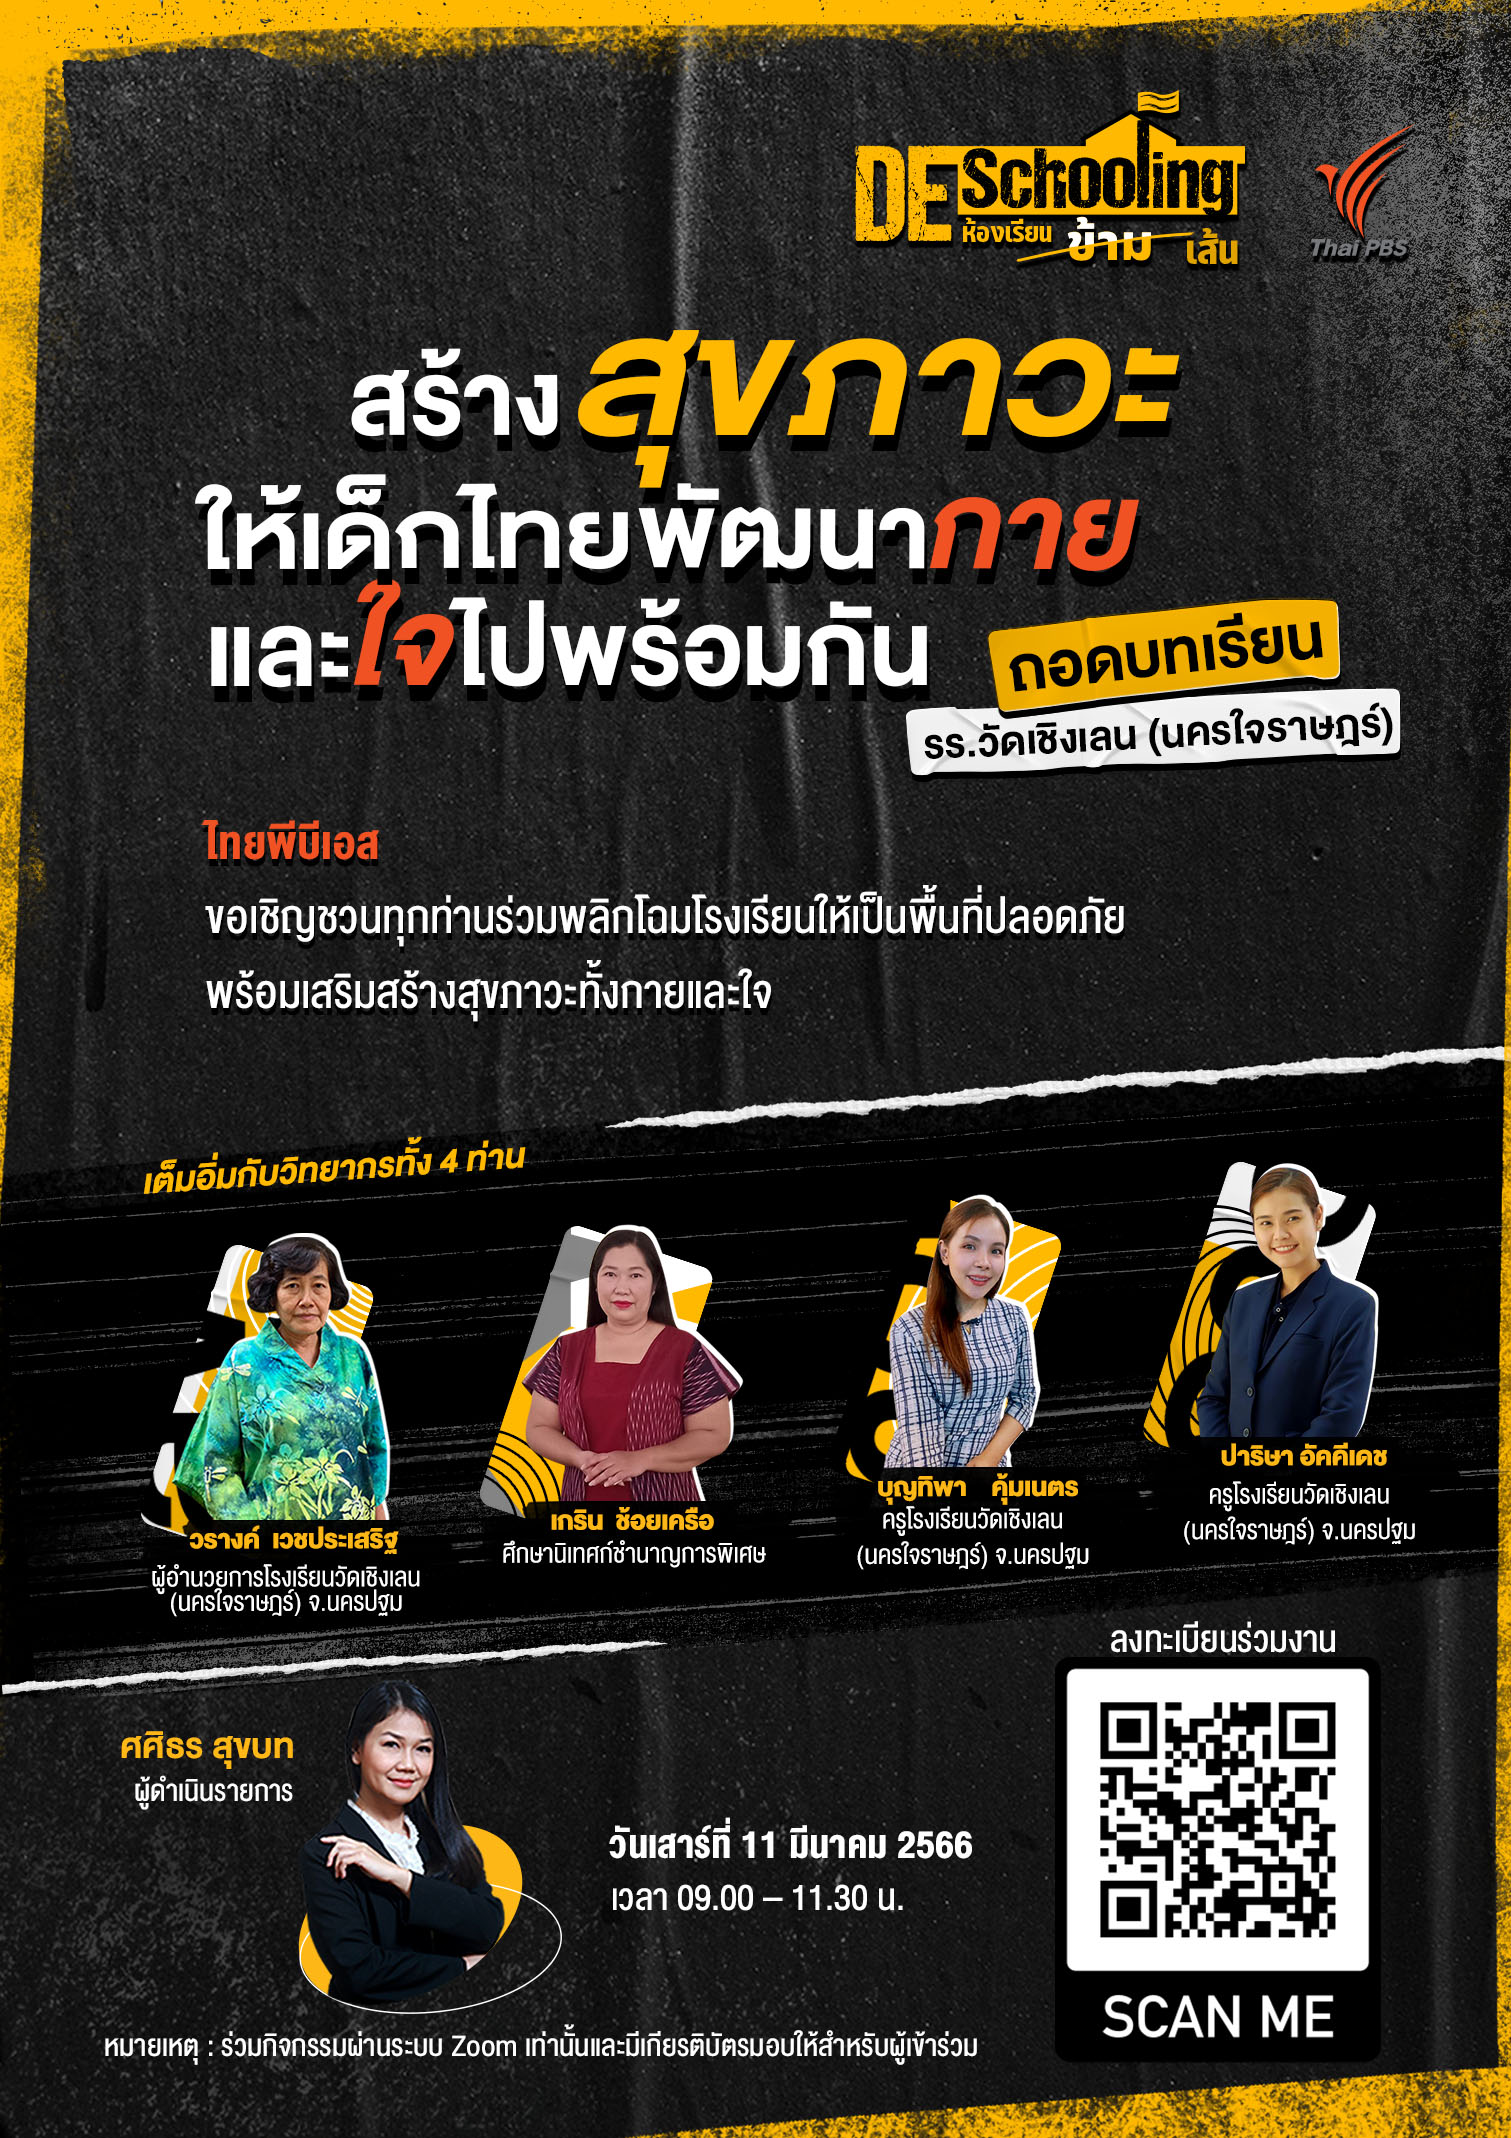 DESchooling
ห้องเรียน ข้าม เส้น
Thai PBS
สร้าง สุขภาวะ
ให้เด็กไทยพัฒนากาย
และใจไปพร้อมกัน
ถอดบทเรียน
รร.วัดเชิงเลน (นครใจราษฎร์)
ไทยพีบีเอส
ขอเชิญชวนทุกท่านร่วมพลิกโฉมโรงเรียนให้เป็นพื้นที่ปลอดภัย
พร้อมเสริมสร้างสุขภาวะทั้งกายและใจ
เต็มอิ่มกับวิทยากรทั้ง 4 ท่าน
วรางค์ เวชประเสริฐ
ผู้อำนวยการโรงเรียนวัดเชิงเลน
(นครใจราษฎร์) จ.นครปฐม
เกริน ช้อยเครือ
ศึกษานิเทศก์ชำนาญการพิเศษ
บุญทิพา คุ้มเนตร
ครูโรงเรียนวัดเชิงเลน
(นครใจราษฎร์) จ.นครปฐม
ปาริษา อัคคีเดช
ครูโรงเรียนวัดเชิงเลน
(นครใจราษฎร์) จ.นครปฐม
ศศิธร สุขบท
ผู้ดำเนินรายการ
วันเสาร์ที่ 11 มีนาคม 2566
เวลา 09.00 – 11.30 น.
ลงทะเบียนร่วมงาน
SCAN ME
หมายเหตุ : ร่วมกิจกรรมผ่านระบบ Zoom เท่านั้นและมีเกียรติบัตรมอบให้สำหรับผู้เข้าร่วม